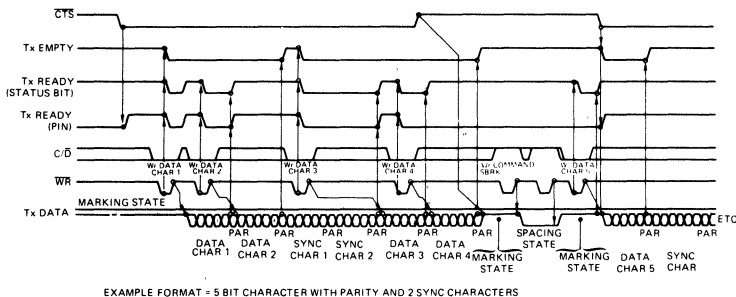 CTS
Tx EMPTY
Tx READY
(STATUS BIT)
Tx READY
(PIN)
C/D
Wr DATA
CHAR 1
Wr DATA
CHAR 2
Wr DATA
CHAR 3
Wr DATA
CHAR 4
Wr COMMAND
SBRK
Wr DATA
CHAR 5
WR
MARKING STATE
Tx DATA
ETC
PAR PAR PAR PAR PAR PAR PAR PAR
DATA
CHAR 1
DATA
CHAR 2
SYNC
CHAR 1
SYNC
CHAR 2
DATA
CHAR 3
DATA
CHAR 4
MARKING
STATE
SPACING
STATE
MARKING
STATE
DATA
CHAR 5
SYNC
CHAR
EXAMPLE FORMAT = 5 BIT CHARACTER WITH PARITY AND 2 SYNC CHARACTERS